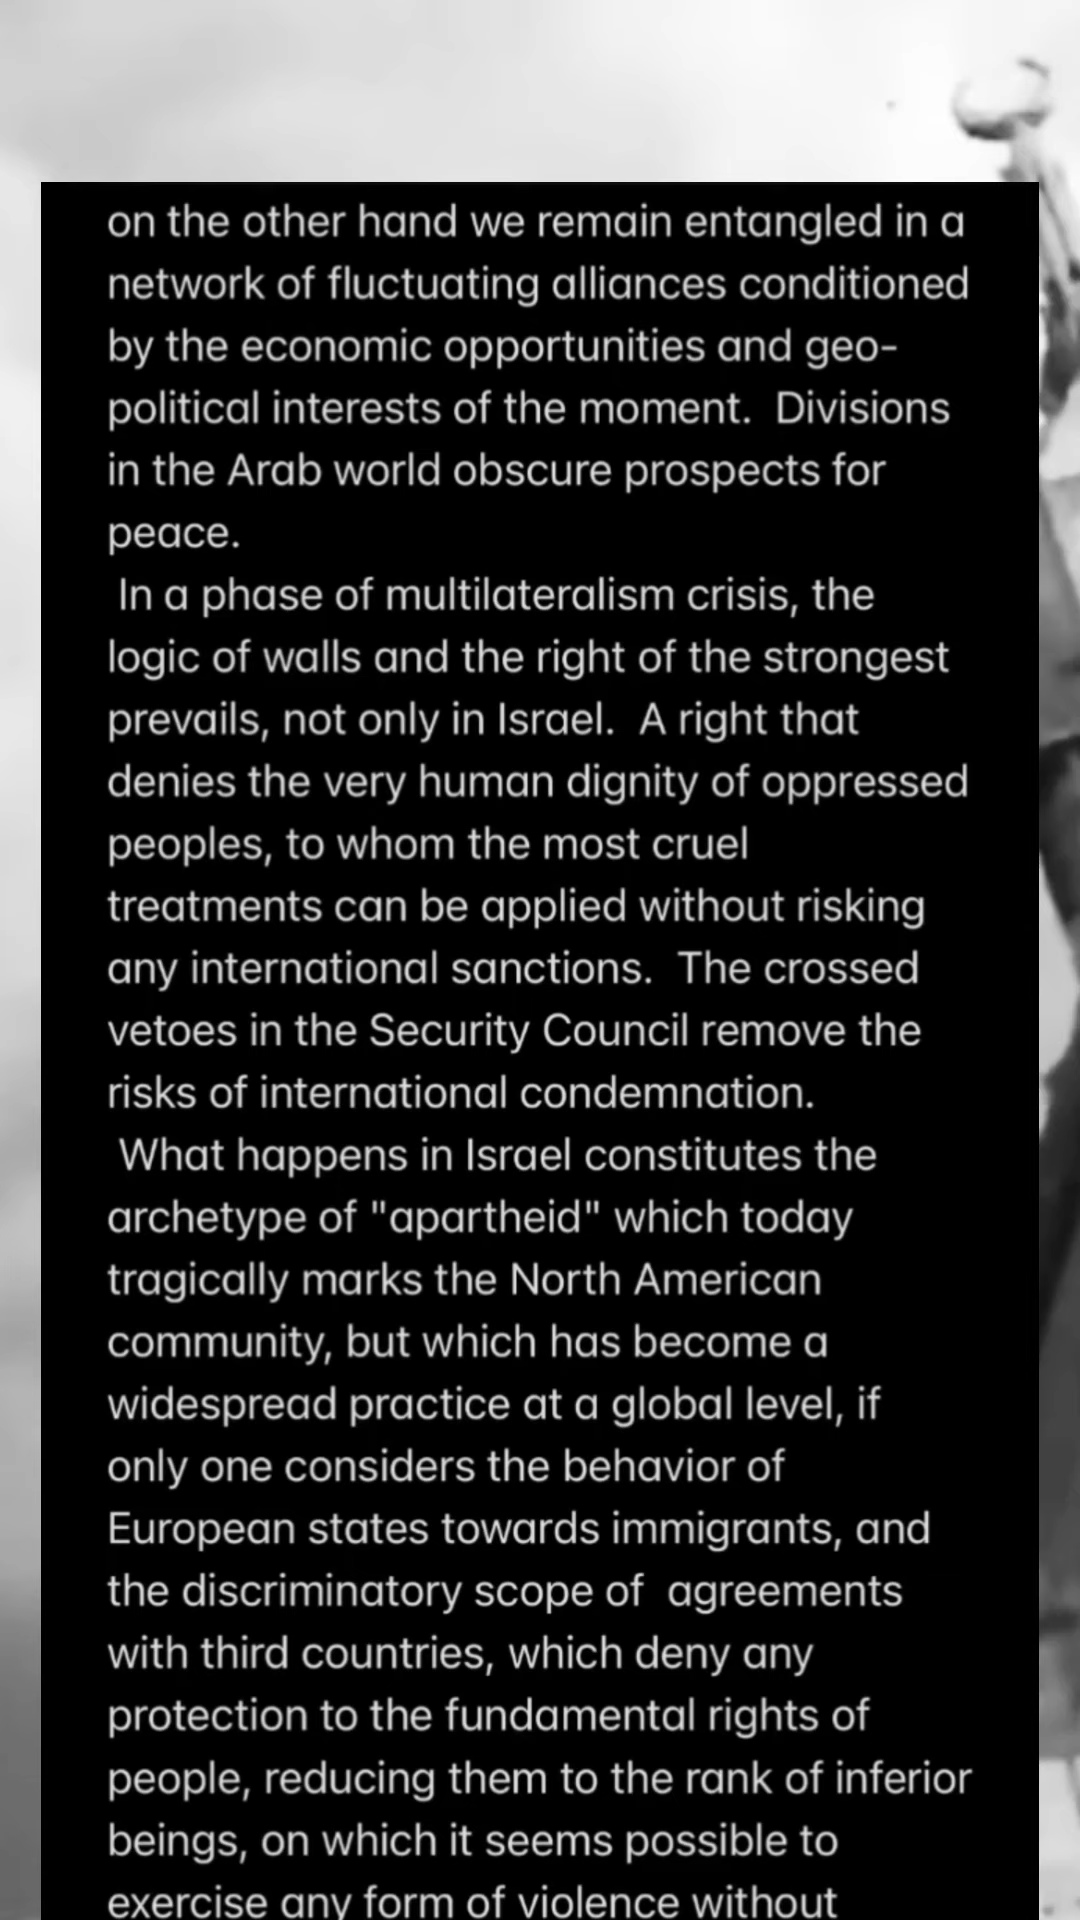 on the other hand we remain entangled in a
network of fluctuating alliances conditioned
by the economic opportunities and geo-
political interests of the moment.  Divisions
in the Arab world obscure prospects for
peace.
In a phase of multilateralism crisis, the
logic of walls and the right of the strongest
prevails, not only in Israel.  A right that
denies the very human dignity of oppressed
peoples, to whom the most cruel
treatments can be applied without risking
any international sanctions.  The crossed
vetoes in the Security Council remove the
risks of international condemnation.
What happens in Israel constitutes the
archetype of "apartheid" which today
tragically marks the North American
community, but which has become a
widespread practice at a global level, if
only one considers the behavior of
European states towards immigrants, and
the discriminatory scope of  agreements
with third countries, which deny any
protection to the fundamental rights of
people, reducing them to the rank of inferior
beings, on which it seems possible to
exercise any form of violence without